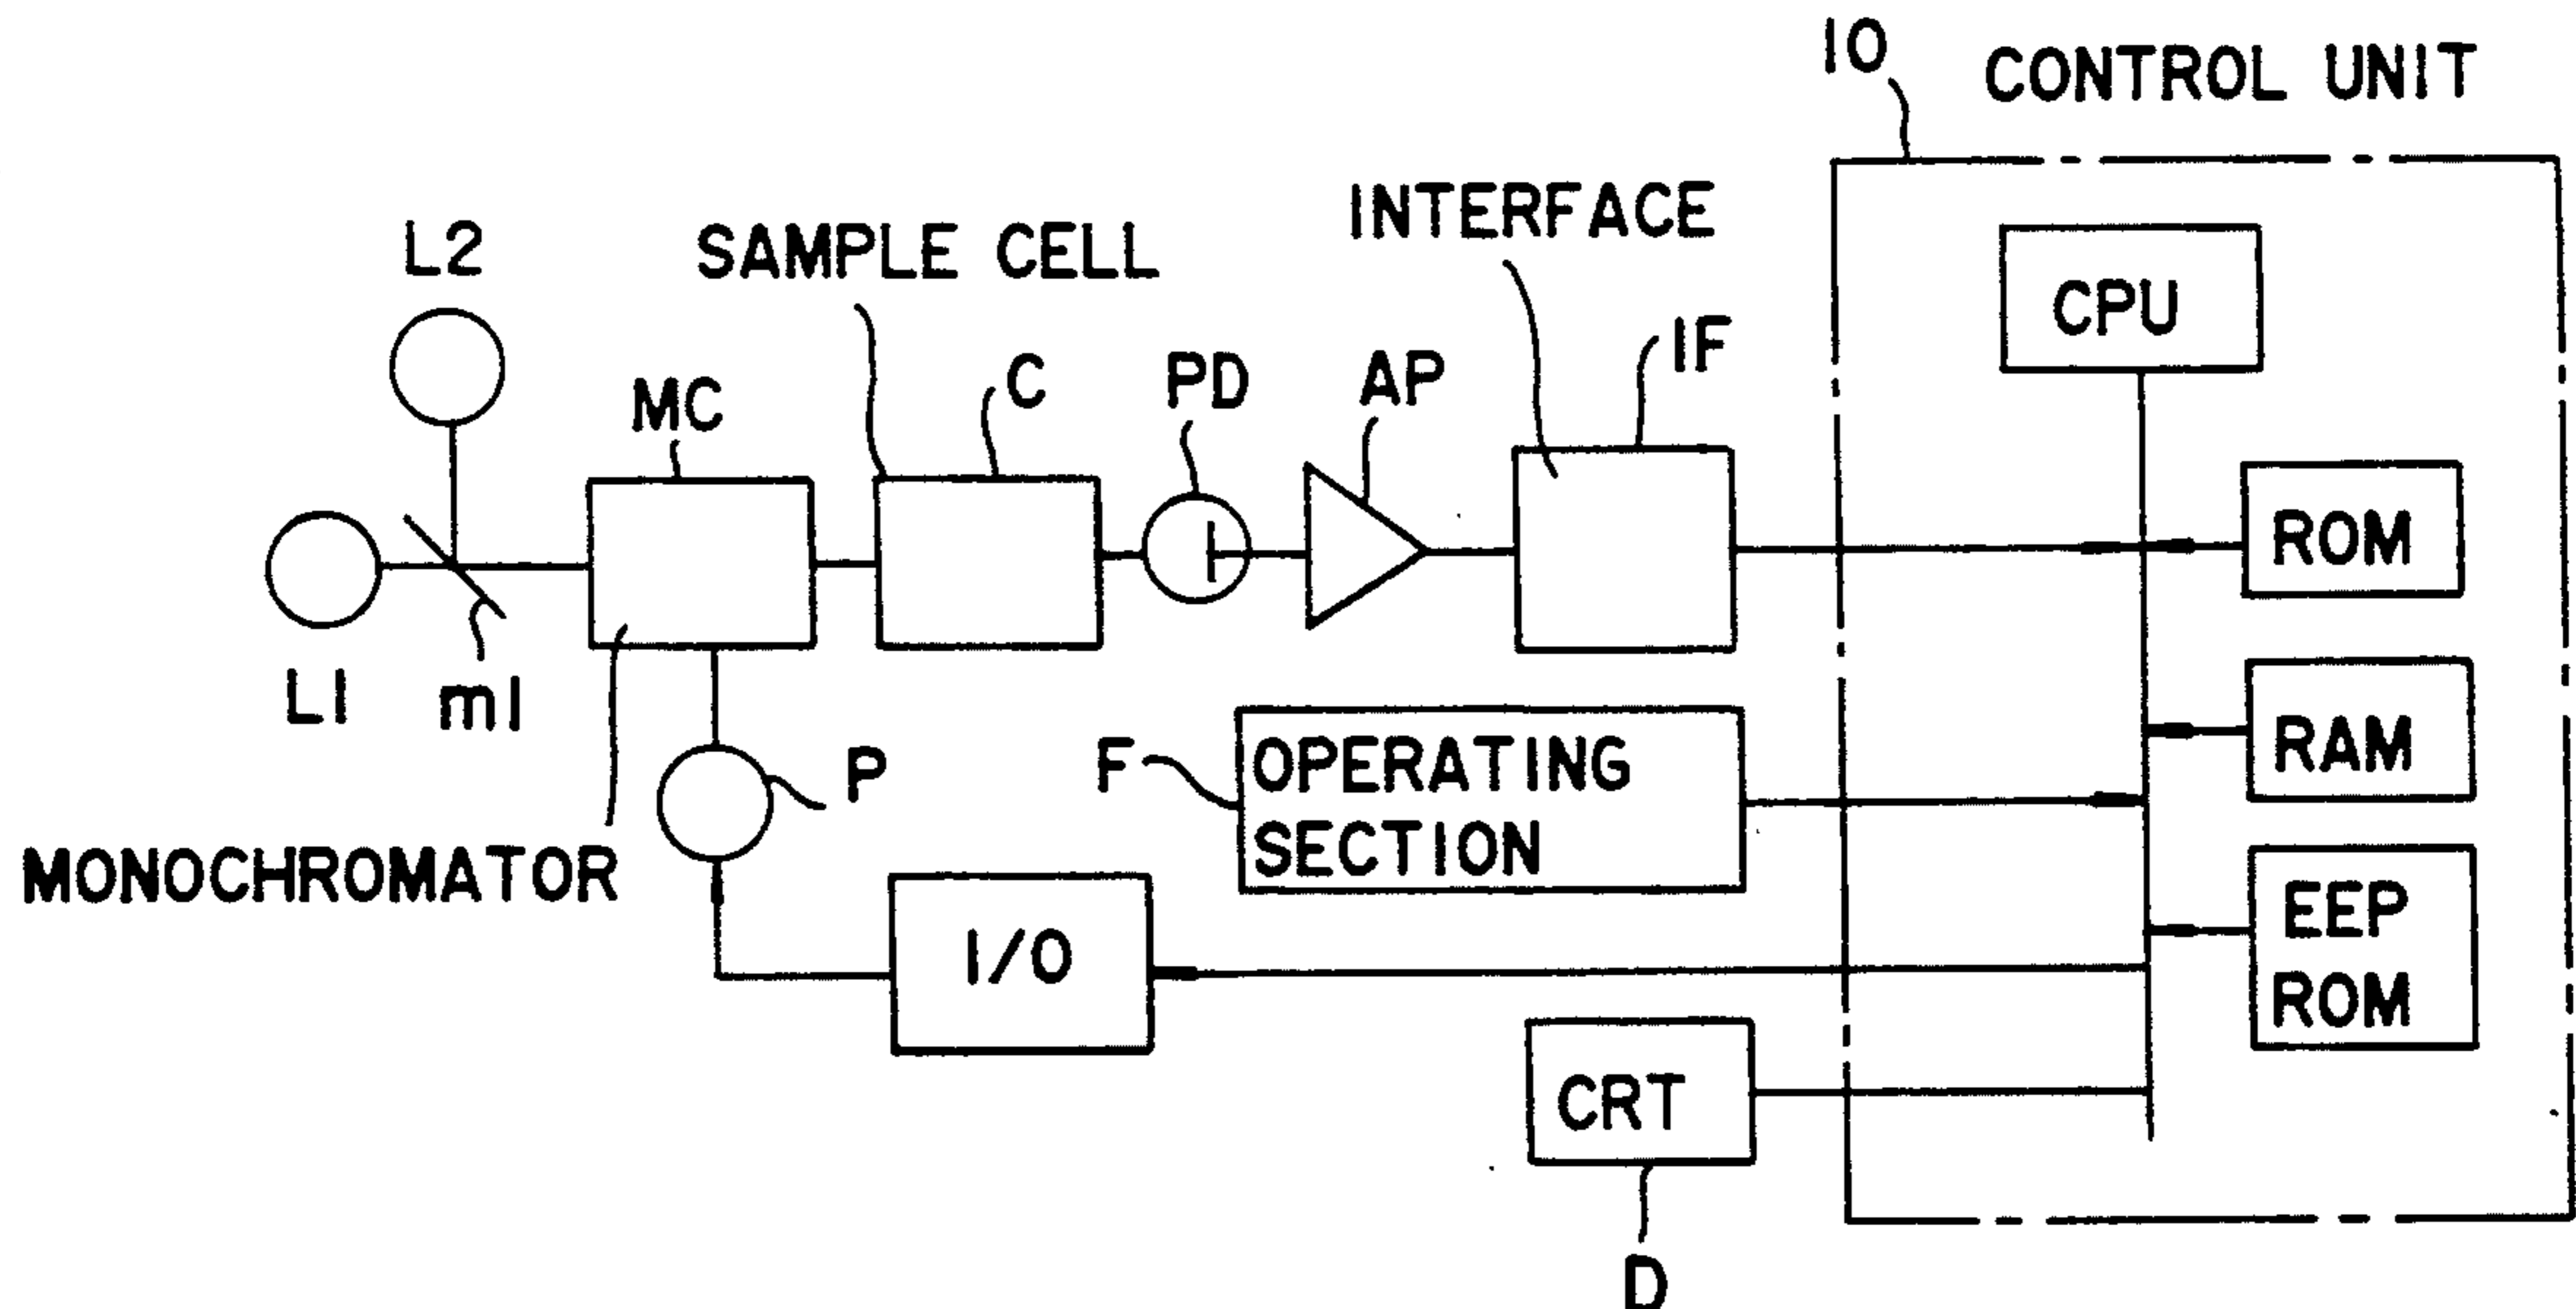 10
CONTROL UNIT
INTERFACE
L2
SAMPLE CELL
CPU
IF
MC
C
PD
AP
ROM
L1
m1
P
F
OPERATING
SECTION
RAM
MONOCHROMATOR
I/O
EEP
ROM
CRT
D